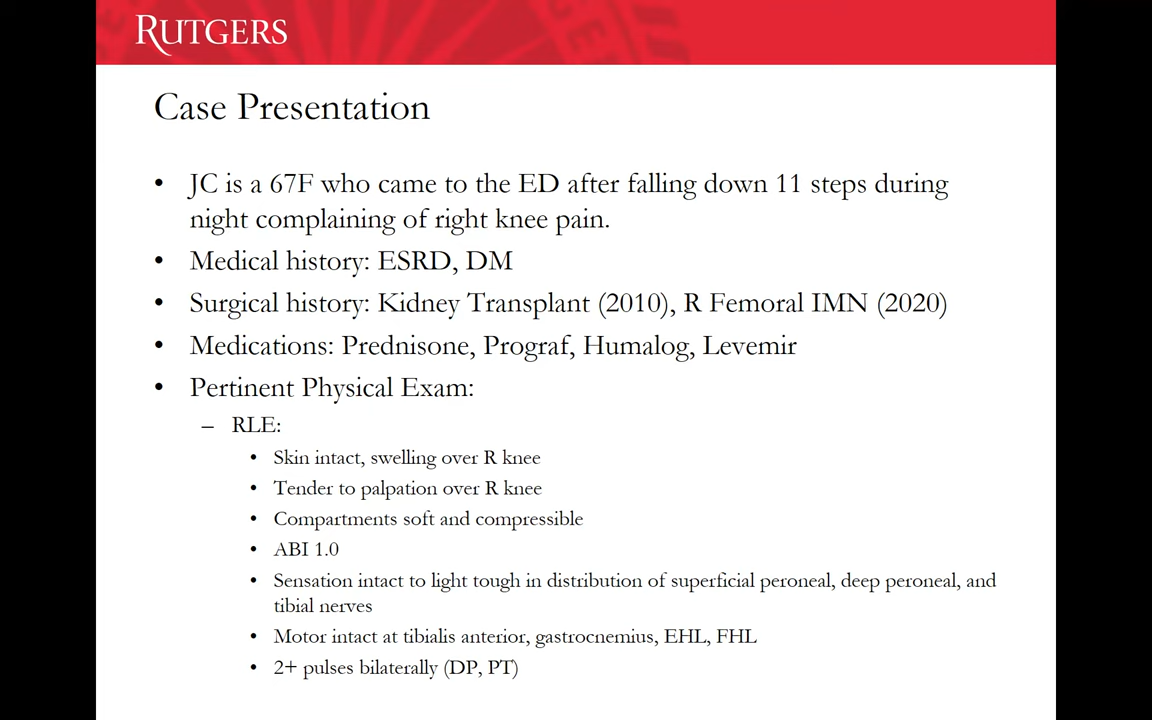 RUTGERS
Case Presentation
• JC is a 67F who came to the ED after falling down 11 steps during
night complaining of right knee pain.
• Medical history: ESRD, DM
• Surgical history: Kidney Transplant (2010), R Femoral IMN (2020)
• Medications: Prednisone, Prograf, Humalog, Levemir
• Pertinent Physical Exam:
– RLE:
• Skin intact, swelling over R knee
• Tender to palpation over R knee
• Compartments soft and compressible
• ABI 1.0
• Sensation intact to light tough in distribution of superficial peroneal, deep peroneal, and
tibial nerves
• Motor intact at tibialis anterior, gastrocnemius, EHL, FHL
• 2+ pulses bilaterally (DP, PT)